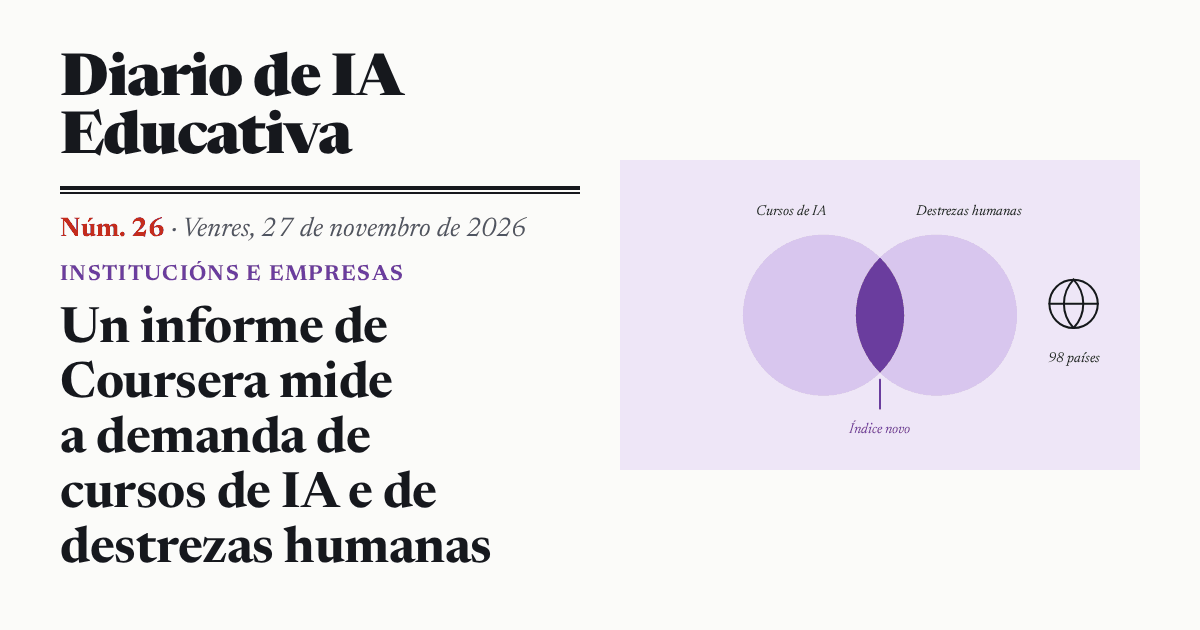 Diario de IA
Educativa
Núm. 26 · Venres, 27 de novembro de 2026
INSTITUCIÓNS E EMPRESAS
Un informe de
Coursera mide
a demanda de
cursos de IA e de
destrezas humanas
Cursos de IA
Destrezas humanas
98 países
Índice novo